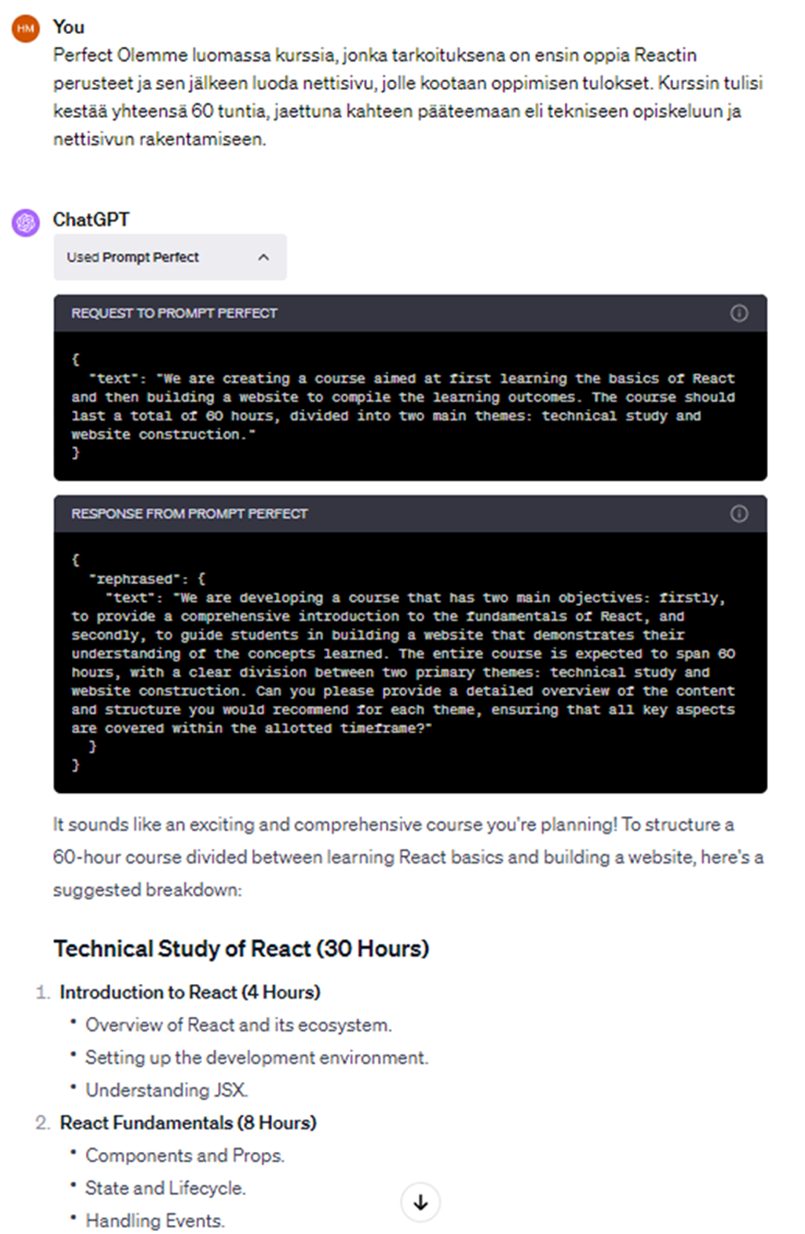 HM
You
Perfect Olemme luomassa kurssia, jonka tarkoituksena on ensin oppia Reactin
perusteet ja sen jälkeen luoda nettisivu, jolle kootaan oppimisen tulokset. Kurssin tulisi
kestää yhteensä 60 tuntia, jaettuna kahteen pääteemaan eli tekniseen opiskeluun ja
nettisivun rakentamiseen.
ChatGPT
Used Prompt Perfect
REQUEST TO PROMPT PERFECT
{
"text": "We are creating a course aimed at first learning the basics of React
and then building a website to compile the learning outcomes. The course should
last a total of 60 hours, divided into two main themes: technical study and
website construction."
}
RESPONSE FROM PROMPT PERFECT
{
"rephrased": {
"text": "We are developing a course that has two main objectives: firstly,
to provide a comprehensive introduction to the fundamentals of React, and
secondly, to guide students in building a website that demonstrates their
understanding of the concepts learned. The entire course is expected to span 60
hours, with a clear division between two primary themes: technical study and
website construction. Can you please provide a detailed overview of the content
and structure you would recommend for each theme, ensuring that all key aspects
are covered within the allotted timeframe?"
}
}
It sounds like an exciting and comprehensive course you're planning! To structure a
60-hour course divided between learning React basics and building a website, here's a
suggested breakdown:
Technical Study of React (30 Hours)
1. Introduction to React (4 Hours)
• Overview of React and its ecosystem.
• Setting up the development environment.
• Understanding JSX.
2. React Fundamentals (8 Hours)
• Components and Props.
• State and Lifecycle.
• Handling Events.